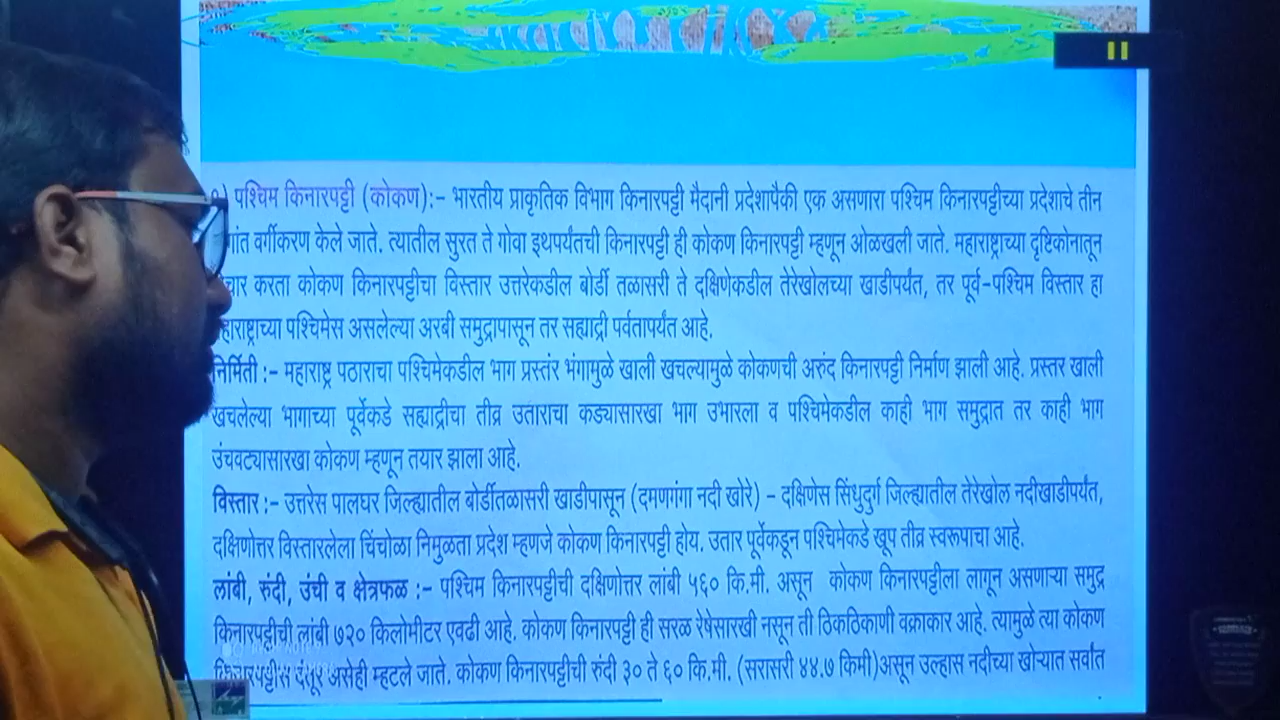 पश्चिम किनारपट्टी (कोकण):– भारतीय प्राकृतिक विभाग किनारपट्टी मैदानी प्रदेशापैकी एक असणारा पश्चिम किनारपट्टीच्या प्रदेशाचे तीन
वर्गीकरण केले जाते. त्यातील सुरत ते गोवा इथपर्यंतची किनारपट्टी ही कोकण किनारपट्टी म्हणून ओळखली जाते. महाराष्ट्राच्या दृष्टिकोनातून
करता कोकण किनारपट्टीचा विस्तार उत्तरेकडील बोर्डी तळासरी ते दक्षिणेकडील तेरेखोलच्या खाडीपर्यंत, तर पूर्व–पश्चिम विस्तार हा
पश्चिमेस असलेल्या अरबी समुद्रापासून तर सह्याद्री पर्वतापर्यंत आहे.
निर्मिती :– महाराष्ट्र पठाराचा पश्चिमेकडील भाग प्रस्तंर भंगामुळे खाली खचल्यामुळे कोकणची अरुंद किनारपट्टी निर्माण झाली आहे. प्रस्तर खाली
खचलेल्या भागाच्या पूर्वेकडे सह्याद्रीचा तीव्र उताराचा कड्यासारखा भाग उभारला व पश्चिमेकडील काही भाग समुद्रात तर काही भाग
उंचवट्यासारखा कोकण म्हणून तयार झाला आहे.
विस्तार :– उत्तरेस पालघर जिल्ह्यातील बोर्डीतळासरी खाडीपासून (दमणगंगा नदी खोरे) – दक्षिणेस सिंधुदुर्ग जिल्ह्यातील तेरेखोल नदीखाडीपर्यंत,
दक्षिणोत्तर विस्तारलेला चिंचोळा निमुळता प्रदेश म्हणजे कोकण किनारपट्टी होय. उतार पूर्वेकडून पश्चिमेकडे खूप तीव्र स्वरूपाचा आहे.
लांबी, रुंदी, उंची व क्षेत्रफळ :– पश्चिम किनारपट्टीची दक्षिणोत्तर लांबी ५६० कि.मी. असून कोकण किनारपट्टीला लागून असणाऱ्या समुद्र
किनारपट्टीची लांबी ७२० किलोमीटर एवढी आहे. कोकण किनारपट्टी ही सरळ रेषेसारखी नसून ती ठिकठिकाणी वक्राकार आहे. त्यामुळे त्या कोकण
असेही म्हटले जाते. कोकण किनारपट्टीची रुंदी ३० ते ६० कि.मी. (सरासरी ४४.७ किमी)असून उल्हास नदीच्या खोऱ्यात सर्वांत